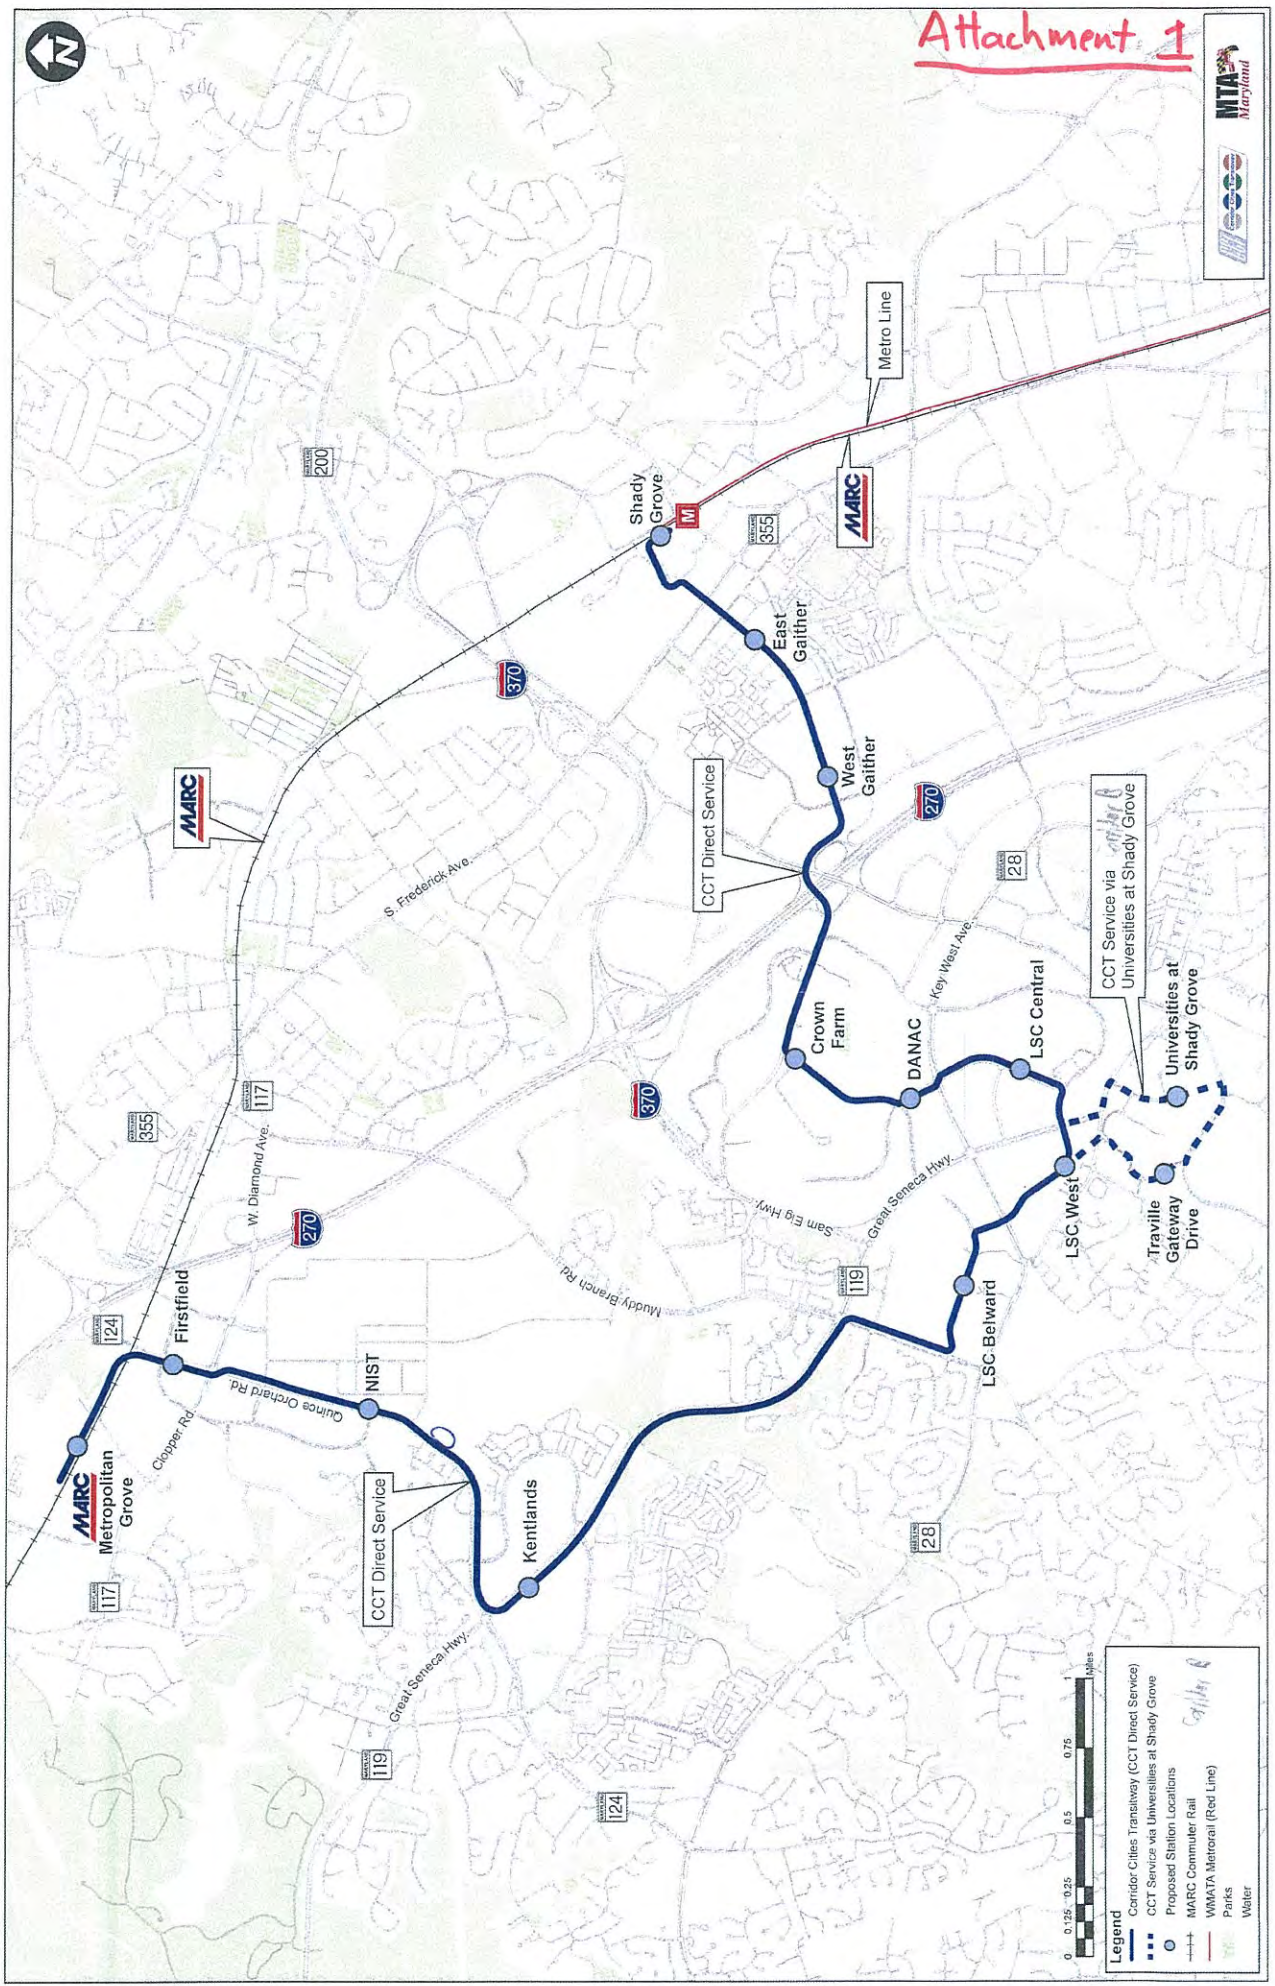 Attachment 1
MTA
Maryland
Corridor Cities Transitway
N
200
Metro Line
MARC
Shady
Grove
M
355
East
Gaither
370
West
Gaither
MARC
CCT Direct Service
270
S. Frederick Ave.
28
CCT Service via
Universities at Shady Grove
Key West Ave.
Crown
Farm
DANAC
LSC Central
Universities at
Shady Grove
370
117
355
W. Diamond Ave.
270
Sam Eig Hwy.
Great Seneca Hwy.
LSC West
Traville
Gateway
Drive
Muddy Branch Rd
119
LSC Belward
124
Firstfield
Quince Orchard Rd.
NIST
Clopper Rd.
MARC
Metropolitan
Grove
117
CCT Direct Service
Kentlands
28
Great Seneca Hwy.
119
124
0 0.125 0.25 0.5 0.75 1
Miles
Legend
Corridor Cities Transitway (CCT Direct Service)
CCT Service via Universities at Shady Grove
Proposed Station Locations
MARC Commuter Rail
WMATA Metrorail (Red Line)
Parks
Water